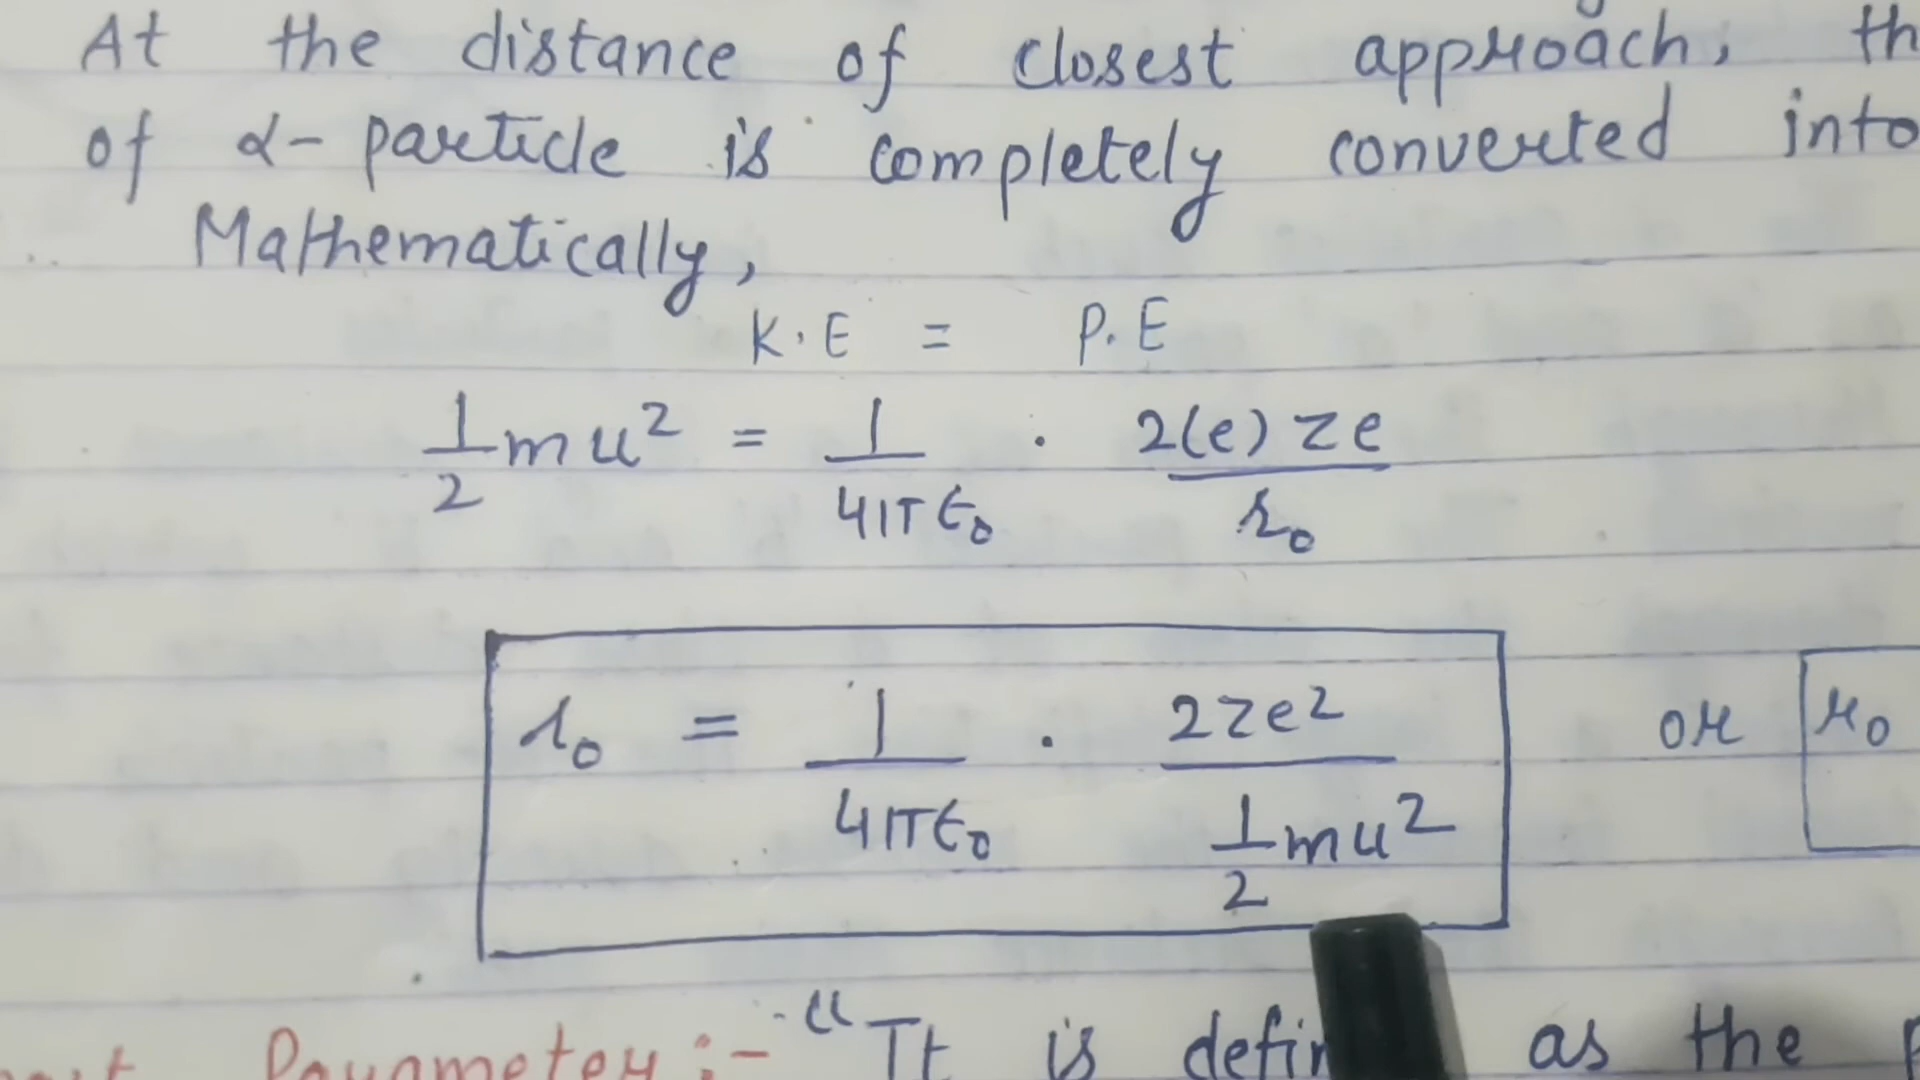 At the distance of closest approach, th
of α-particle is completely converted into
Mathematically,
K.E = P.E
1/2 mu² = 1/4πε₀ · 2(e)ze/r₀
r₀ = 1/4πε₀ · 2ze²/(1/2 mu²) or r₀
Parameter :- "It is as the